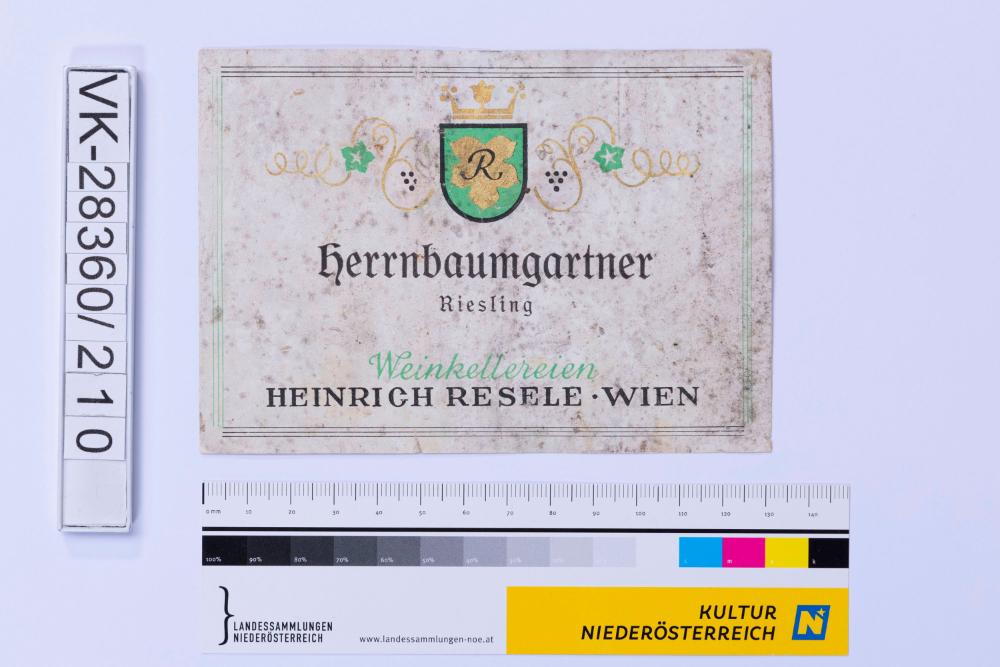 VK-28360/210
R
Herrnbaumgartner
Riesling
Weinkellereien
HEINRICH RESELE·WIEN
0 mm 10 20 30 40 50 60 70 80 90 100 110 120 130 140
100% 90% 80% 70% 60% 50% 40% 30% 20% 10% c m y k
LANDESSAMMLUNGEN
NIEDERÖSTERREICH
www.landessammlungen-noe.at
KULTUR
NIEDERÖSTERREICH
N